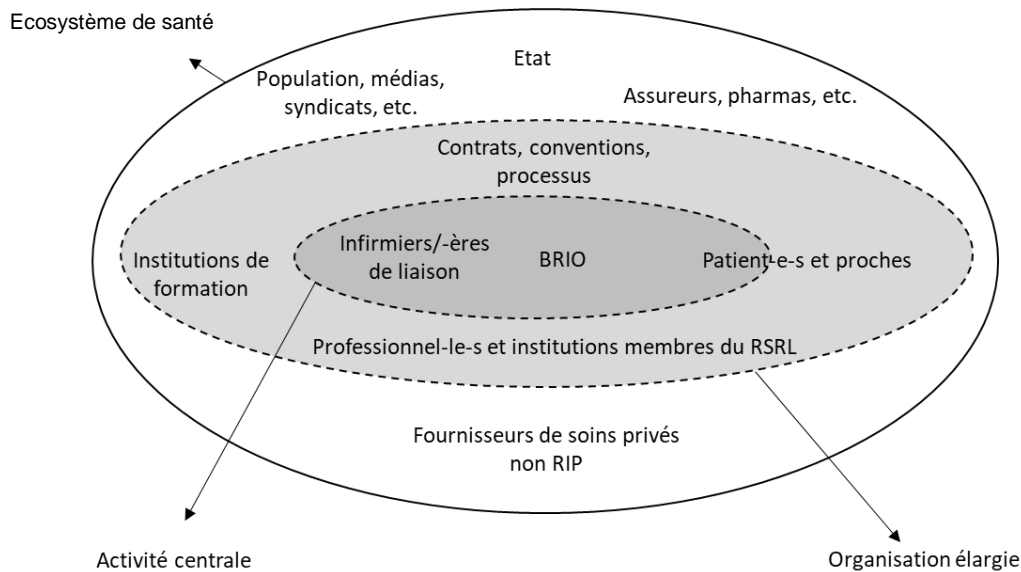 Ecosystème de santé
Etat
Population, médias,
syndicats, etc.
Assureurs, pharmas, etc.
Contrats, conventions,
processus
Infirmiers/-ères
de liaison
BRIO
Patient-e-s et proches
Institutions de
formation
Professionnel-le-s et institutions membres du RSRL
Fournisseurs de soins privés
non RIP
Activité centrale
Organisation élargie